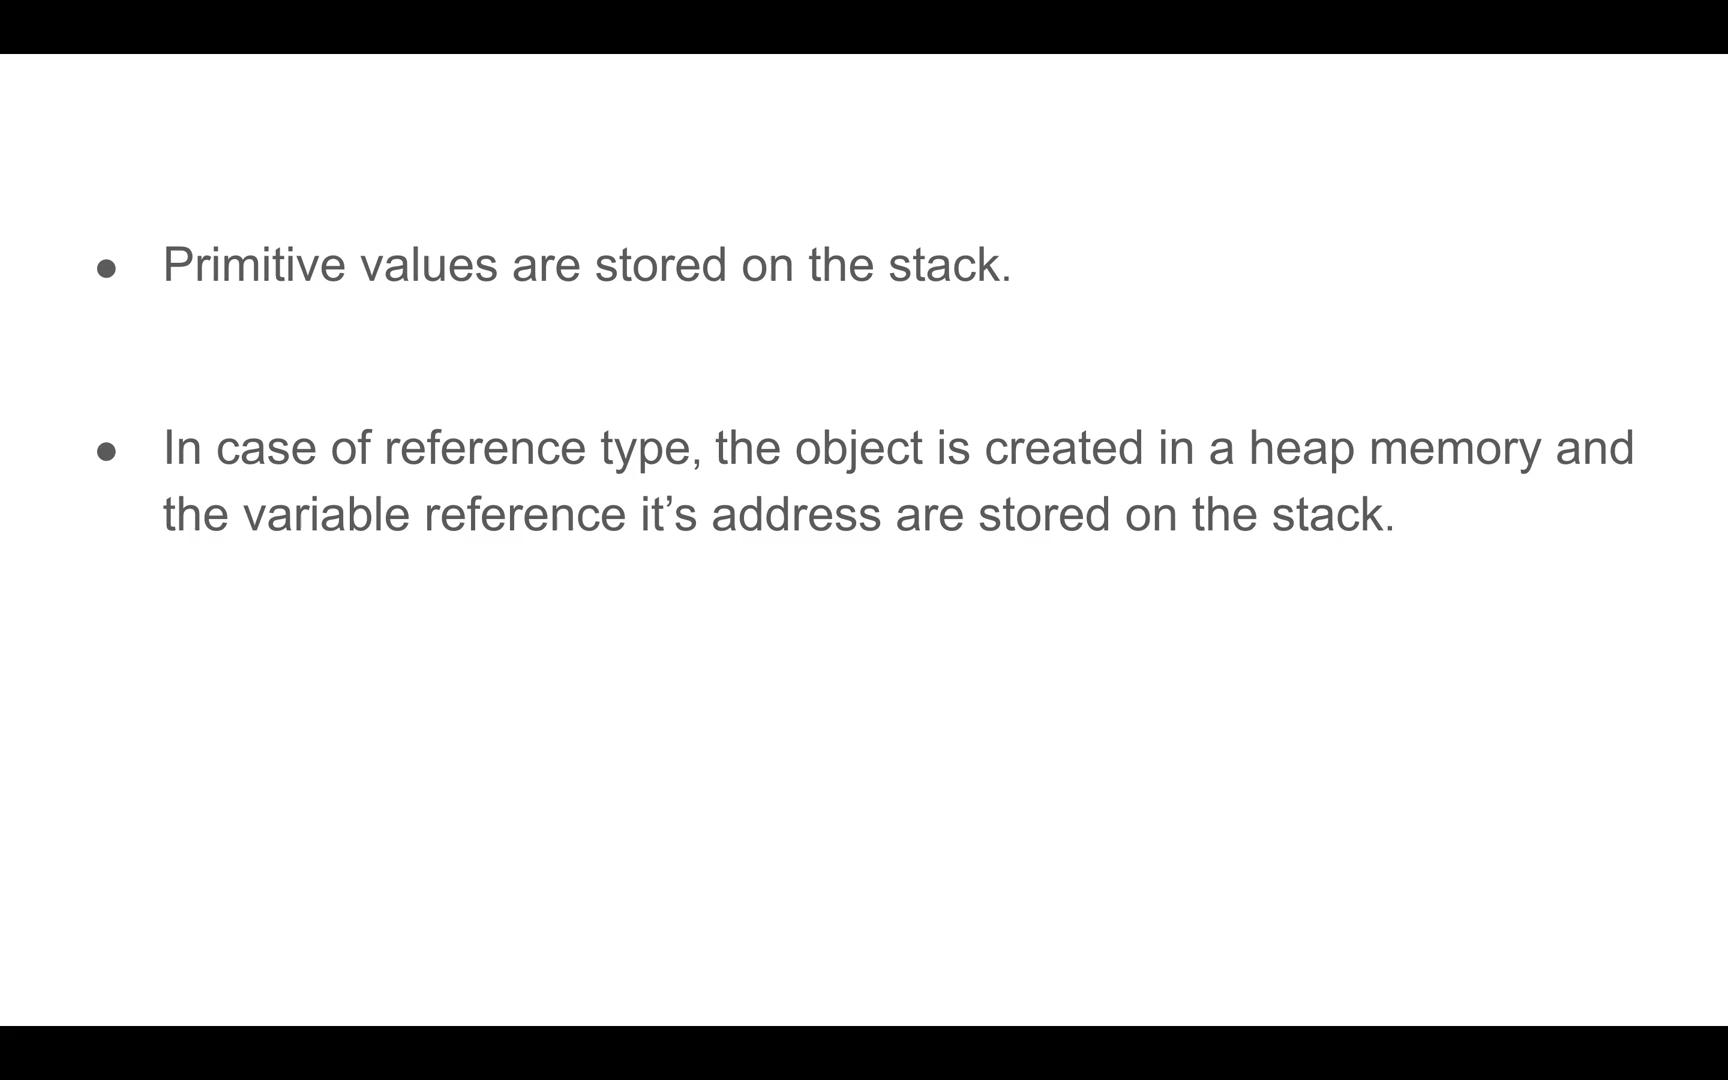 ● Primitive values are stored on the stack.
● In case of reference type, the object is created in a heap memory and
the variable reference it’s address are stored on the stack.